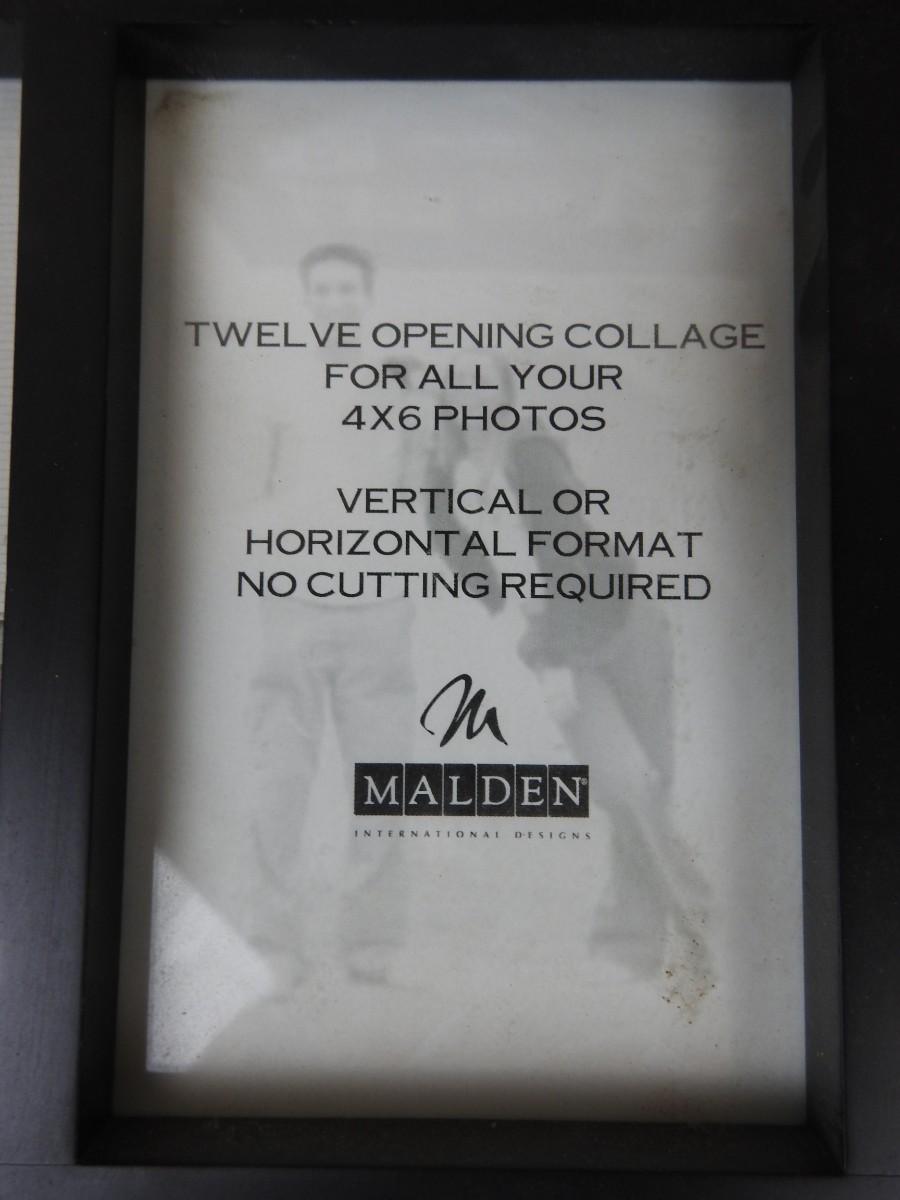 TWELVE OPENING COLLAGE
FOR ALL YOUR
4X6 PHOTOS
VERTICAL OR
HORIZONTAL FORMAT
NO CUTTING REQUIRED
M
MALDEN®
INTERNATIONAL DESIGNS